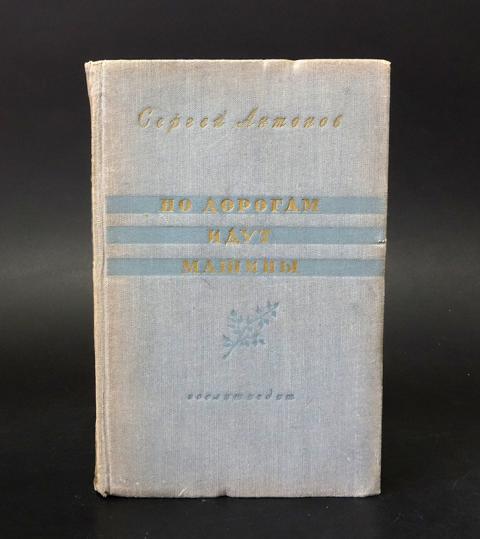 Сергей Антонов
ПО ДОРОГАМ
ИДУТ
МАШИНЫ
гослитиздат